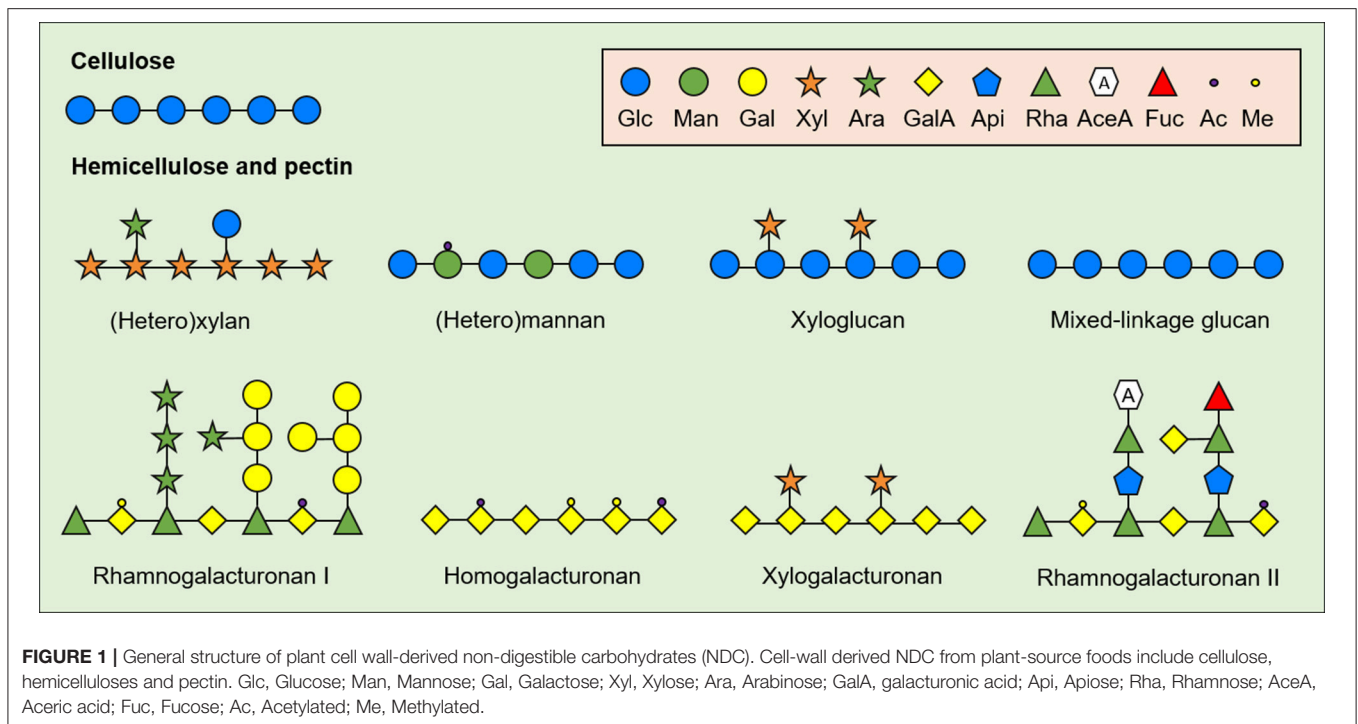 Cellulose
Glc Man Gal Xyl Ara GalA Api Rha AceA Fuc Ac Me
A
Hemicellulose and pectin
(Hetero)xylan (Hetero)mannan Xyloglucan Mixed-linkage glucan
A
Rhamnogalacturonan I Homogalacturonan Xylogalacturonan Rhamnogalacturonan II
FIGURE 1 | General structure of plant cell wall-derived non-digestible carbohydrates (NDC). Cell-wall derived NDC from plant-source foods include cellulose,
hemicelluloses and pectin. Glc, Glucose; Man, Mannose; Gal, Galactose; Xyl, Xylose; Ara, Arabinose; GalA, galacturonic acid; Api, Apiose; Rha, Rhamnose; AceA,
Aceric acid; Fuc, Fucose; Ac, Acetylated; Me, Methylated.